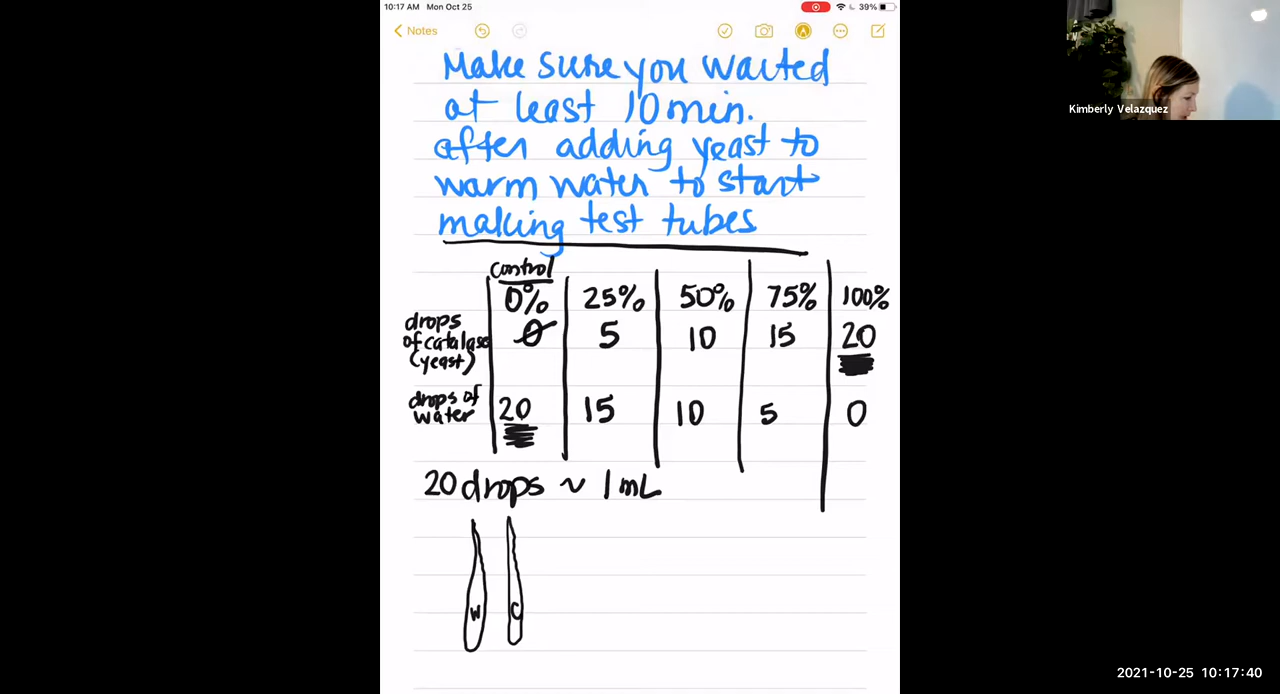 10:17 AM Mon Oct 25
39%
Notes
Make sure you waited
at least 10 min.
after adding yeast to
warm water to start
making test tubes
control
0% 25% 50% 75% 100%
drops
of catalase
(yeast)
0 5 10 15 20
drops of
water
20 15 10 5 0
20 drops ~ 1 mL
W C
Kimberly Velazquez
2021-10-25 10:17:40